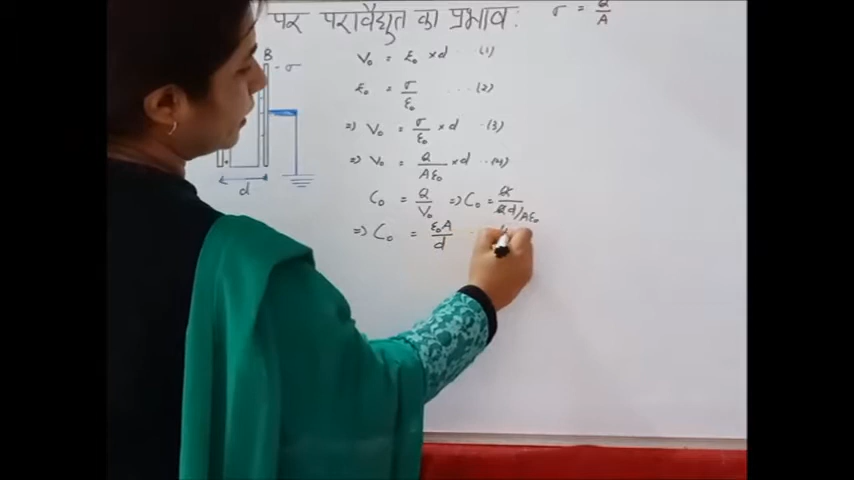 पर परावैद्युत का प्रभाव:
σ = Q/A
B
- σ
V₀ = E₀ × d ... (1)
E₀ = σ/ε₀ ... (2)
=> V₀ = σ/ε₀ × d ... (3)
=> V₀ = Q/Aε₀ × d ... (4)
C₀ = Q/V₀ => C₀ = Q/Qd/Aε₀
=> C₀ = ε₀A/d
d